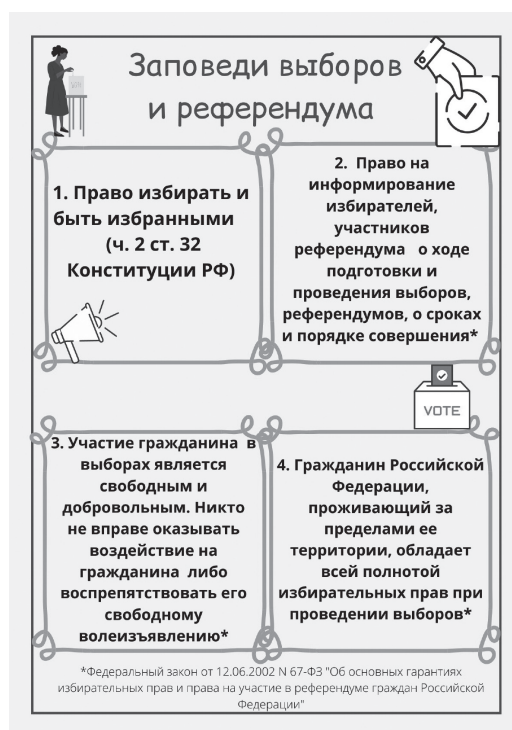 Заповеди выборов
и референдума
1. Право избирать и
быть избранными
(ч. 2 ст. 32
Конституции РФ)
2. Право на
информирование
избирателей,
участников
референдума о ходе
подготовки и
проведения выборов,
референдумов, о сроках
и порядке совершения*
VOTE
3. Участие гражданина в
выборах является
свободным и
добровольным. Никто
не вправе оказывать
воздействие на
гражданина либо
воспрепятствовать его
свободному
волеизъявлению*
4. Гражданин Российской
Федерации,
проживающий за
пределами ее
территории, обладает
всей полнотой
избирательных прав при
проведении выборов*
*Федеральный закон от 12.06.2002 N 67-ФЗ "Об основных гарантиях
избирательных прав и права на участие в референдуме граждан Российской
Федерации"